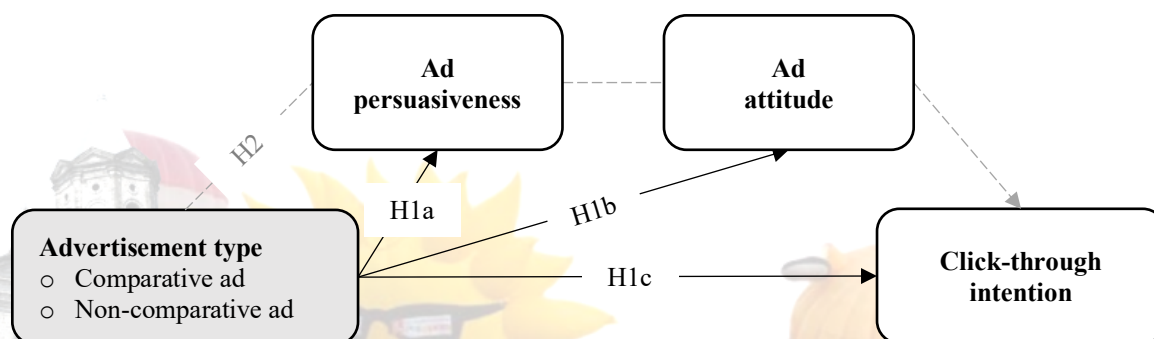 Ad
persuasiveness
Ad
attitude
H2
H1a
H1b
Advertisement type
o Comparative ad
o Non-comparative ad
H1c
Click-through
intention